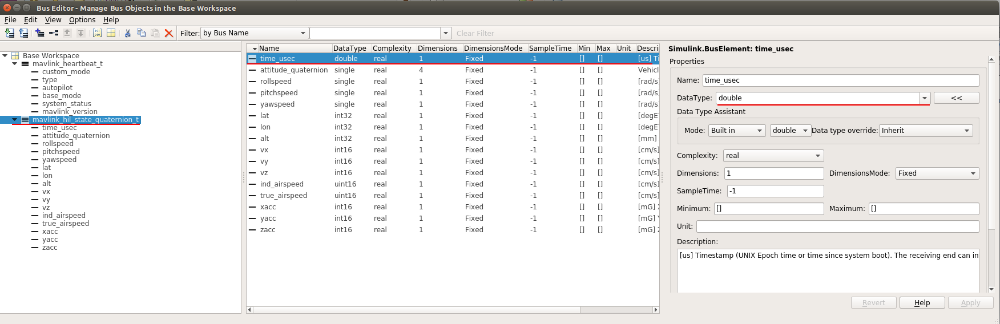 Bus Editor - Manage Bus Objects in the Base Workspace
File Edit View Options Help
Filter: by Bus Name Clear Filter
Base Workspace
mavlink_heartbeat_t
custom_mode
type
autopilot
base_mode
system_status
mavlink_version
mavlink_hil_state_quaternion_t
time_usec
attitude_quaternion
rollspeed
pitchspeed
yawspeed
lat
lon
alt
vx
vy
vz
ind_airspeed
true_airspeed
xacc
yacc
zacc
Name DataType Complexity Dimensions DimensionsMode SampleTime Min Max Unit Descri
time_usec double real 1 Fixed -1 [] [] [us] Ti
attitude_quaternion single real 4 Fixed -1 [] [] Vehicl
rollspeed single real 1 Fixed -1 [] [] [rad/s]
pitchspeed single real 1 Fixed -1 [] [] [rad/s]
yawspeed single real 1 Fixed -1 [] [] [rad/s]
lat int32 real 1 Fixed -1 [] [] [degE7
lon int32 real 1 Fixed -1 [] [] [degE
alt int32 real 1 Fixed -1 [] [] [mm]
vx int16 real 1 Fixed -1 [] [] [cm/s]
vy int16 real 1 Fixed -1 [] [] [cm/s]
vz int16 real 1 Fixed -1 [] [] [cm/s]
ind_airspeed uint16 real 1 Fixed -1 [] [] [cm/s]
true_airspeed uint16 real 1 Fixed -1 [] [] [cm/s]
xacc int16 real 1 Fixed -1 [] [] [mG] X
yacc int16 real 1 Fixed -1 [] [] [mG] Y
zacc int16 real 1 Fixed -1 [] [] [mG] Z
Simulink.BusElement: time_usec
Properties
Name: time_usec
DataType: double <<
Data Type Assistant
Mode: Built in double Data type override: Inherit
Complexity: real
Dimensions: 1 DimensionsMode: Fixed
SampleTime: -1
Minimum: [] Maximum: []
Unit:
Description:
[us] Timestamp (UNIX Epoch time or time since system boot). The receiving end can in
Revert Help Apply